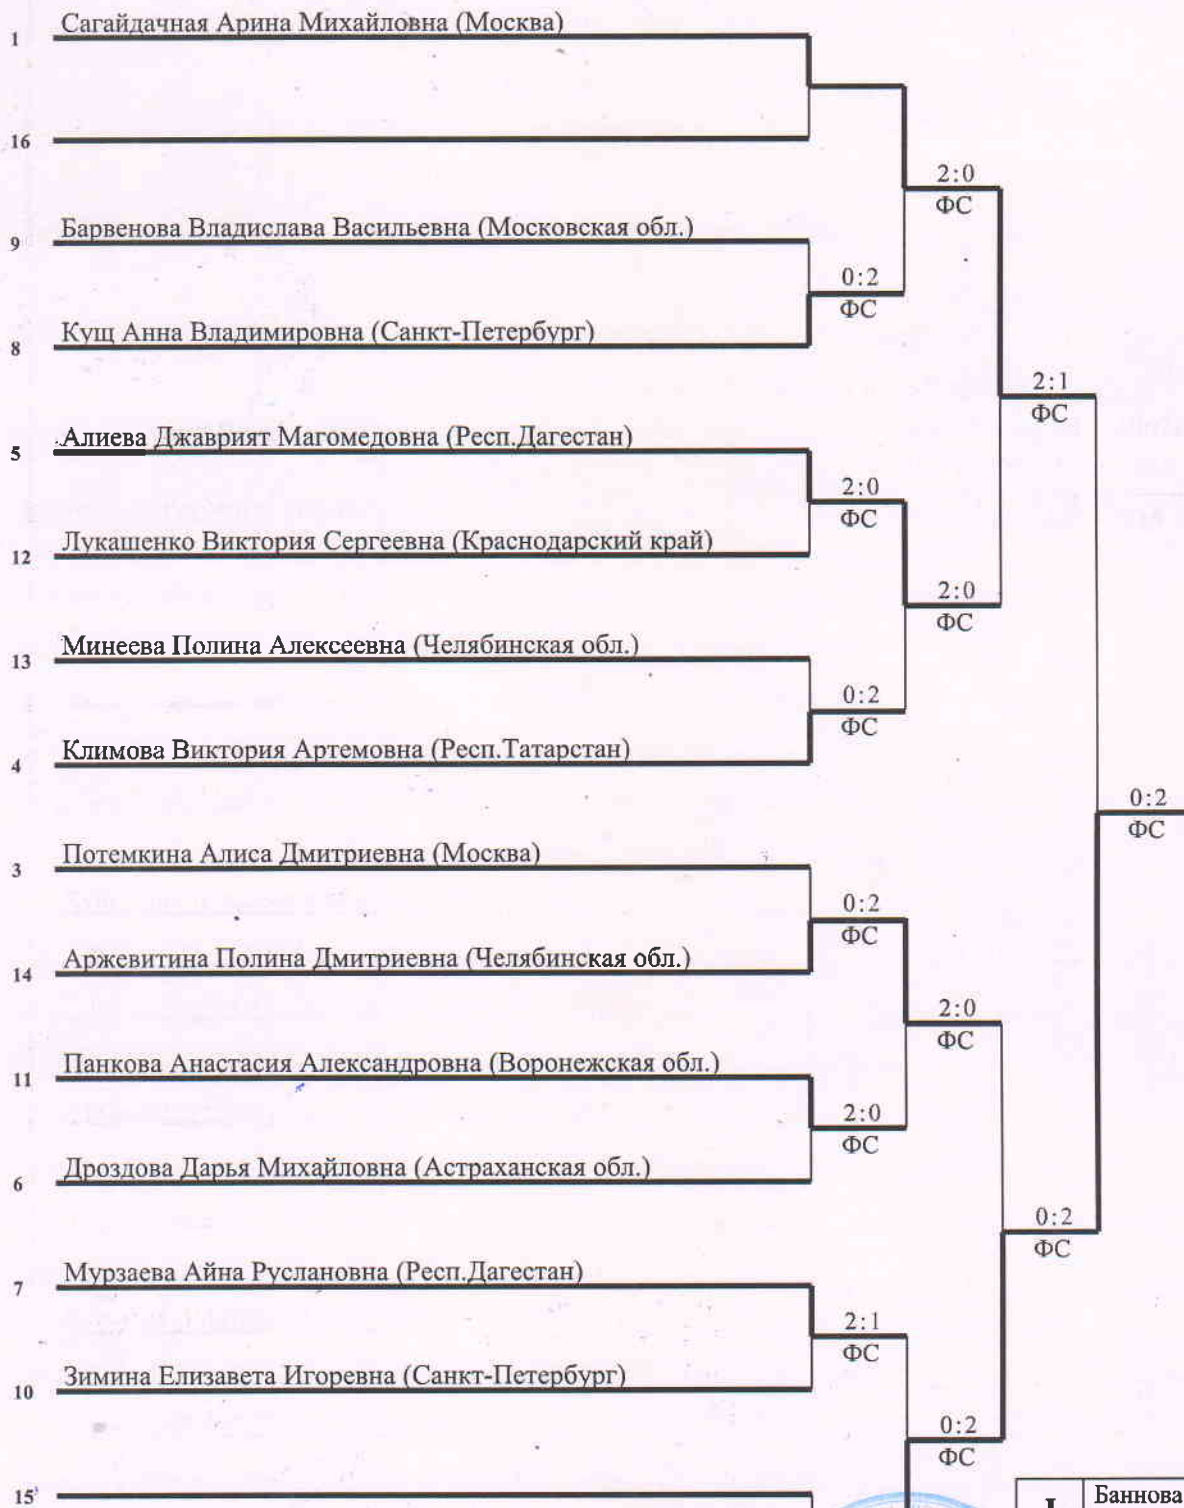 1 Сагайдачная Арина Михайловна (Москва)
16
2:0
ФС
9 Барвенова Владислава Васильевна (Московская обл.)
0:2
ФС
8 Кущ Анна Владимировна (Санкт-Петербург)
2:1
ФС
5 Алиева Джаврият Магомедовна (Респ.Дагестан)
2:0
ФС
12 Лукашенко Виктория Сергеевна (Краснодарский край)
2:0
ФС
13 Минеева Полина Алексеевна (Челябинская обл.)
0:2
ФС
4 Климова Виктория Артемовна (Респ.Татарстан)
0:2
ФС
3 Потемкина Алиса Дмитриевна (Москва)
0:2
ФС
14 Аржевитина Полина Дмитриевна (Челябинская обл.)
2:0
ФС
11 Панкова Анастасия Александровна (Воронежская обл.)
2:0
ФС
6 Дроздова Дарья Михайловна (Астраханская обл.)
0:2
ФС
7 Мурзаева Айна Руслановна (Респ.Дагестан)
2:1
ФС
10 Зимина Елизавета Игоревна (Санкт-Петербург)
0:2
ФС
15
I Баннова